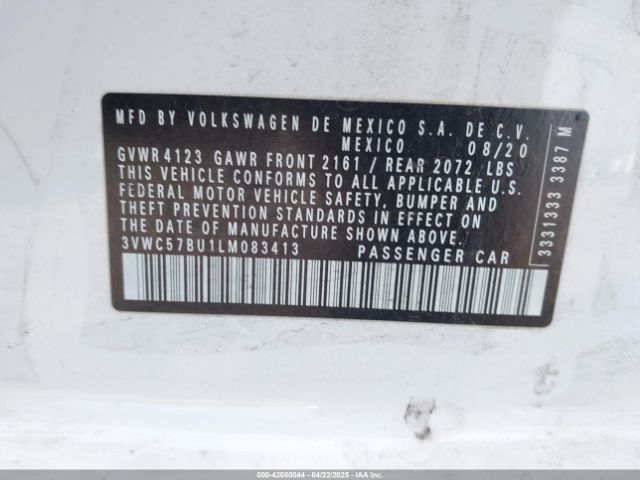 MFD BY VOLKSWAGEN DE MEXICO S.A. DE C.V.
MEXICO 08/20
GVWR 4123 GAWR FRONT 2161 / REAR 2072 LBS
THIS VEHICLE CONFORMS TO ALL APPLICABLE U.S.
FEDERAL MOTOR VEHICLE SAFETY, BUMPER AND
THEFT PREVENTION STANDARDS IN EFFECT ON
THE DATE OF MANUFACTURE SHOWN ABOVE.
3VWC57BU1LM083413 PASSENGER CAR
3331333 3387 M
000-42080044 - 04/22/2025 - IAAI.COM